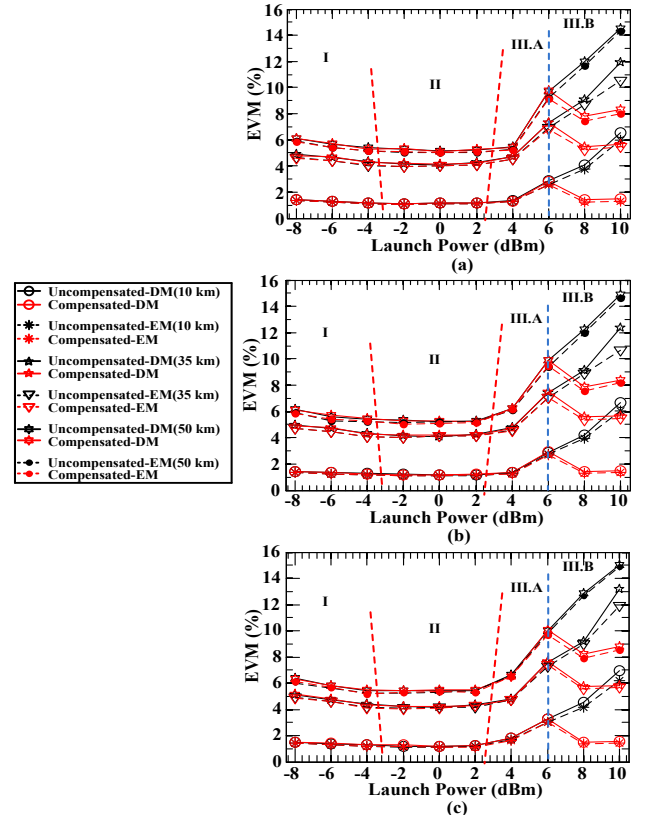 16
14
12
10
8
6
4
2
0
EVM (%)
I
II
III.A
III.B
-8 -6 -4 -2 0 2 4 6 8 10
Launch Power (dBm)
(a)
Uncompensated-DM(10 km)
Compensated-DM
Uncompensated-EM(10 km)
Compensated-EM
Uncompensated-DM(35 km)
Compensated-DM
Uncompensated-EM(35 km)
Compensated-EM
Uncompensated-DM(50 km)
Compensated-DM
Uncompensated-EM(50 km)
Compensated-EM
16
14
12
10
8
6
4
2
0
EVM (%)
I
II
III.A
III.B
-8 -6 -4 -2 0 2 4 6 8 10
Launch Power (dBm)
(b)
16
14
12
10
8
6
4
2
0
EVM (%)
I
II
III.A
III.B
-8 -6 -4 -2 0 2 4 6 8 10
Launch Power (dBm)
(c)